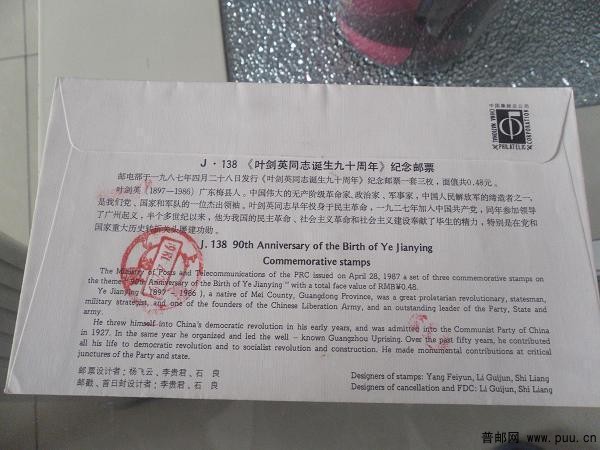 中国集邮总公司
CHINA NATIONAL
PHILATELIC
CORPORATION
J·138 《叶剑英同志诞生九十周年》纪念邮票
邮电部于一九八七年四月二十八日发行《叶剑英同志诞生九十周年》纪念邮票一套三枚，面值共0.48元。
叶剑英（1897—1986）广东梅县人。中国伟大的无产阶级革命家、政治家、军事家，中国人民解放军的缔造者之一，
是我们党、国家和军队的一位杰出领袖。叶剑英同志早年投身于民主革命，一九二七年加入中国共产党，同年参加领导
了广州起义，半个多世纪以来，他为我国的民主革命、社会主义革命和社会主义建设奉献了毕生的精力，特别是在党和
国家重大历史转折关头屡建功勋。
J. 138 90th Anniversary of the Birth of Ye Jianying
Commemorative stamps
The Ministry of Posts and Telecommunications of the PRC issued on April 28, 1987 a set of three commemorative stamps on
the theme "90th Anniversary of the Birth of Ye Jianying" with a total face value of RMB¥0.48.
Ye Jianying (1897-1986), a native of Mei County, Guangdong Province, was a great proletarian revolutionary, statesman,
military strategist, and one of the founders of the Chinese Liberation Army, and an outstanding leader of the Party, State and
army.
He threw himself into China's democratic revolution in his early years, and was admitted into the Communist Party of China
in 1927. In the same year he organized and led the well-known Guangzhou Uprising. Over the past fifty years, he contributed
all his life to democratic revolution and to socialist revolution and construction. He made monumental contributions at critical
junctures of the Party and state.
邮票设计者：杨飞云、李贵君、石 良
Designers of stamps: Yang Feiyun, Li Guijun, Shi Liang
邮戳、首日封设计者：李贵君、石 良
Designers of cancellation and FDC: Li Guijun, Shi Liang
普邮网 www.puu.cn